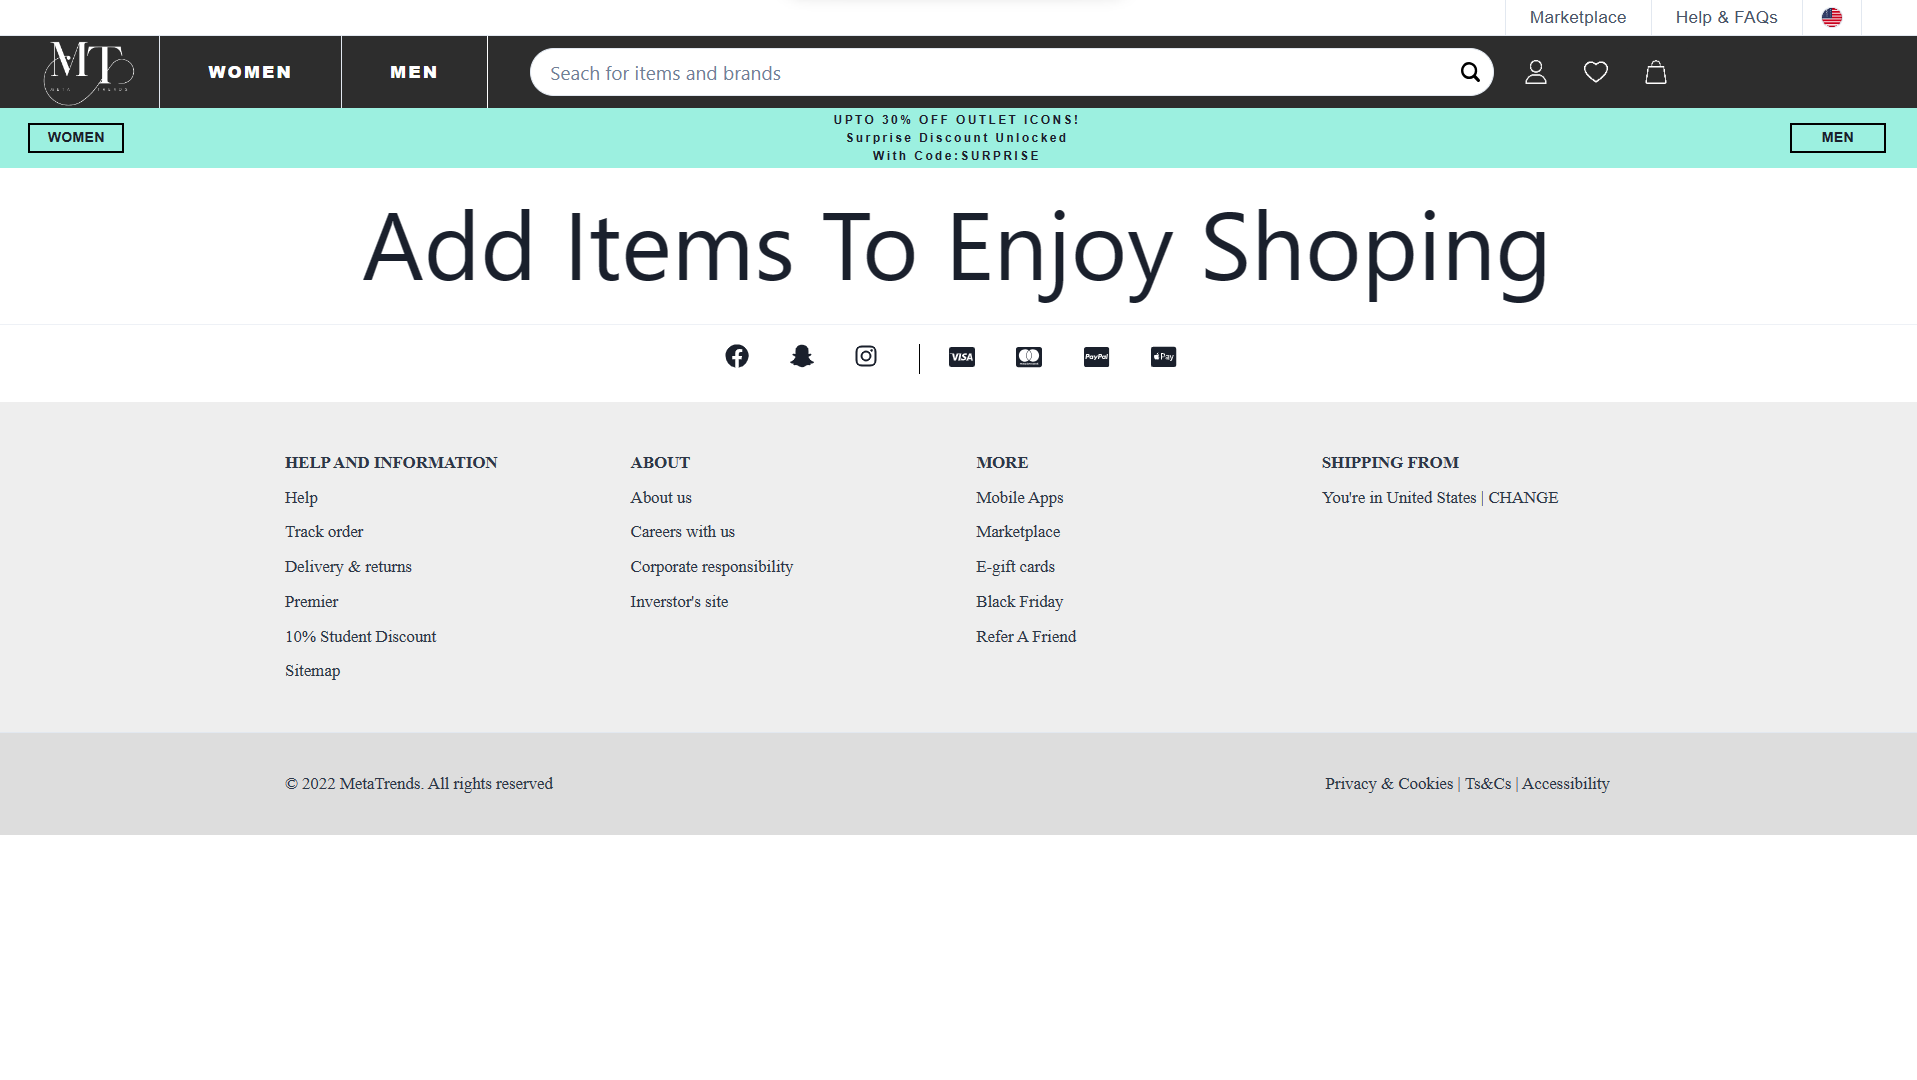 Marketplace
Help & FAQs
MT
META TRENDS
WOMEN
MEN
Seach for items and brands
WOMEN
UPTO 30% OFF OUTLET ICONS!
Surprise Discount Unlocked
With Code:SURPRISE
MEN
Add Items To Enjoy Shoping
VISA
PayPal
Pay
HELP AND INFORMATION
Help
Track order
Delivery & returns
Premier
10% Student Discount
Sitemap
ABOUT
About us
Careers with us
Corporate responsibility
Inverstor's site
MORE
Mobile Apps
Marketplace
E-gift cards
Black Friday
Refer A Friend
SHIPPING FROM
You're in United States | CHANGE
© 2022 MetaTrends. All rights reserved
Privacy & Cookies | Ts&Cs | Accessibility